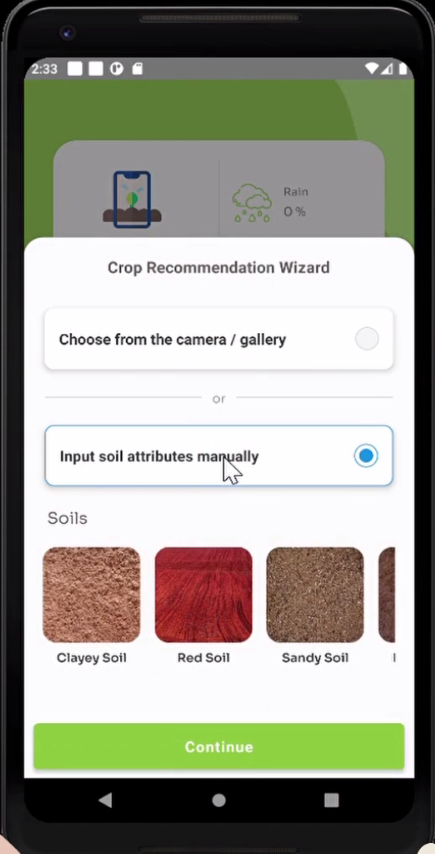 2:33
Rain
0 %
Crop Recommendation Wizard
Choose from the camera / gallery
or
Input soil attributes manually
Soils
Clayey Soil
Red Soil
Sandy Soil
Continue